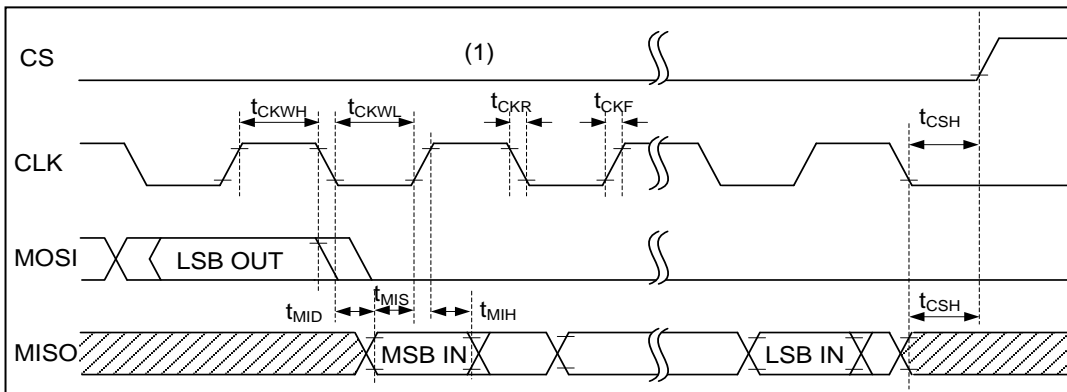 CS
(1)
tCKWH
tCKWL
tCKR
tCKF
tCSH
CLK
MOSI
LSB OUT
tMID
tMIS
tMIH
tCSH
MISO
MSB IN
LSB IN